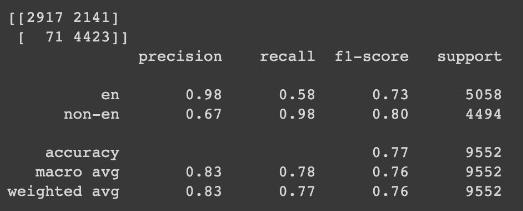 [[2917 2141]
[ 71 4423]]
precision recall f1-score support
en 0.98 0.58 0.73 5058
non-en 0.67 0.98 0.80 4494
accuracy 0.77 9552
macro avg 0.83 0.78 0.76 9552
weighted avg 0.83 0.77 0.76 9552